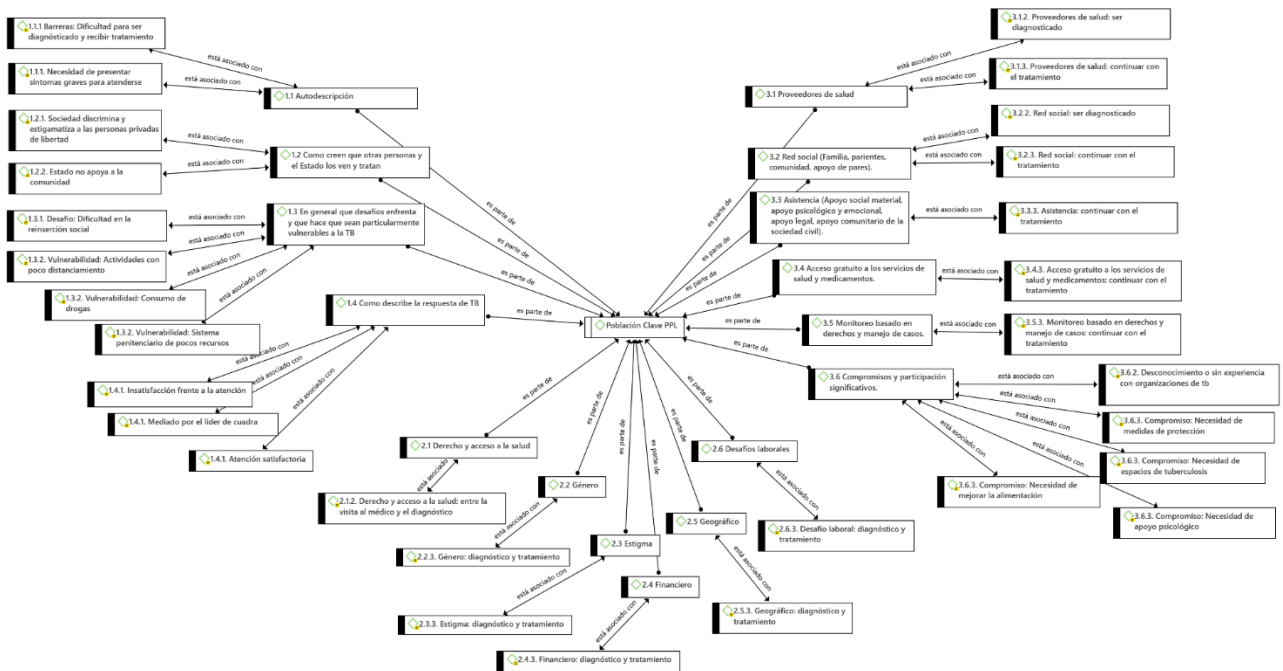 1.1.1 Barreras: Dificultad para ser
diagnósticado y recibir tratamiento
está asociado con
1.1.1. Necesidad de presentar
síntomas graves para atenderse
está asociado con
1.1 Autodescripción
1.2.1. Sociedad discrimina y
estigmatiza a las personas privadas
de libertad
está asociado con
1.2 Como creen que otras personas y
el Estado los ven y tratan
1.2.2. Estado no apoya a la
comunidad
está asociado con
1.3.1. Desafío: Dificultad en la
reinserción social
está asociado con
1.3 En general que desafíos enfrenta
y que hace que sean particularmente
vulnerables a la TB
1.3.2. Vulnerabilidad: Actividades con
poco distanciamiento
está asociado con
1.3.2. Vulnerabilidad: Consumo de
drogas
está asociado con
1.3.2. Vulnerabilidad: Sistema
penitenciario de pocos recursos
está asociado con
1.4 Como describe la respuesta de TB
1.4.1. Insatisfacción frente a la atención
está asociado con
1.4.1. Mediado por el líder de cuadra
está asociado con
1.4.1. Atención satisfactoria
está asociado con
es parte de
es parte de
es parte de
es parte de
Población Clave PPL
2.1 Derecho y acceso a la salud
es parte de
está asociado con
2.1.2. Derecho y acceso a la salud: entre la
visita al médico y el diagnóstico
2.2 Género
es parte de
está asociado con
2.2.3. Género: diagnóstico y tratamiento
2.3 Estigma
es parte de
está asociado con
2.3.3. Estigma: diagnóstico y tratamiento
2.4 Financiero
es parte de
está asociado con
2.4.3. Financiero: diagnóstico y tratamiento
2.5 Geográfico
es parte de
está asociado con
2.5.3. Geográfico: diagnóstico y
tratamiento
2.6 Desafíos laborales
es parte de
está asociado con
2.6.3. Desafío laboral: diagnóstico y
tratamiento
3.1.2. Proveedores de salud: ser
diagnosticado
está asociado con
3.1.3. Proveedores de salud: continuar con
el tratamiento
está asociado con
3.1 Proveedores de salud
es parte de
3.2.2. Red social: ser diagnósticado
está asociado con
3.2 Red social (Familia, parientes,
comunidad, apoyo de pares).
está asociado con
3.2.3. Red social: continuar con el
tratamiento
es parte de
3.3 Asistencia (Apoyo social material,
apoyo psicológico y emocional,
apoyo legal, apoyo comunitario de la
sociedad civil).
está asociado con
3.3.3. Asistencia: continuar con el
tratamiento
es parte de
3.4 Acceso gratuito a los servicios de
salud y medicamentos.
está asociado con
3.4.3. Acceso gratuito a los servicios de
salud y medicamentos: continuar con el
tratamiento
es parte de
3.5 Monitoreo basado en
derechos y manejo de casos.
está asociado con
3.5.3. Monitoreo basado en derechos y
manejo de casos: continuar con el
tratamiento
es parte de
3.6 Compromisos y participación
significativos.
es parte de
está asociado con
3.6.2. Desconocimiento o sin experiencia
con organizaciones de tb
está asociado con
3.6.3. Compromiso: Necesidad de
medidas de protección
está asociado con
3.6.3. Compromiso: Necesidad de
espacios de tuberculosis
está asociado con
3.6.3. Compromiso: Necesidad de
mejorar la alimentación
está asociado con
3.6.3. Compromiso: Necesidad de
apoyo psicológico